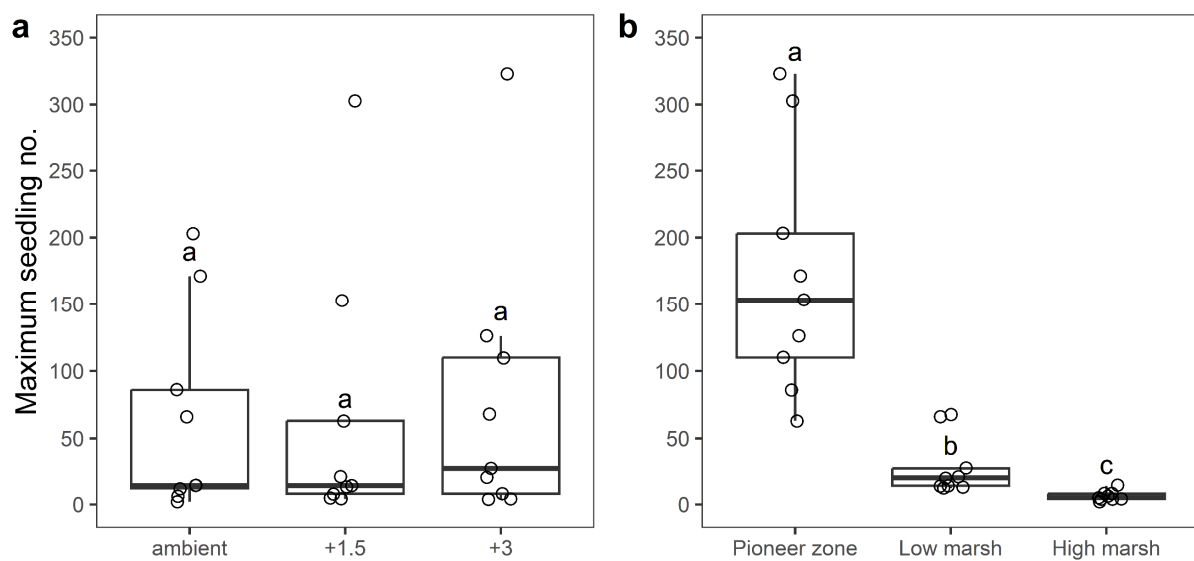 a
Maximum seedling no.
350
300
250
200
150
100
50
0
a
a
a
ambient +1.5 +3
b
350
300
250
200
150
100
50
0
a
b
c
Pioneer zone Low marsh High marsh